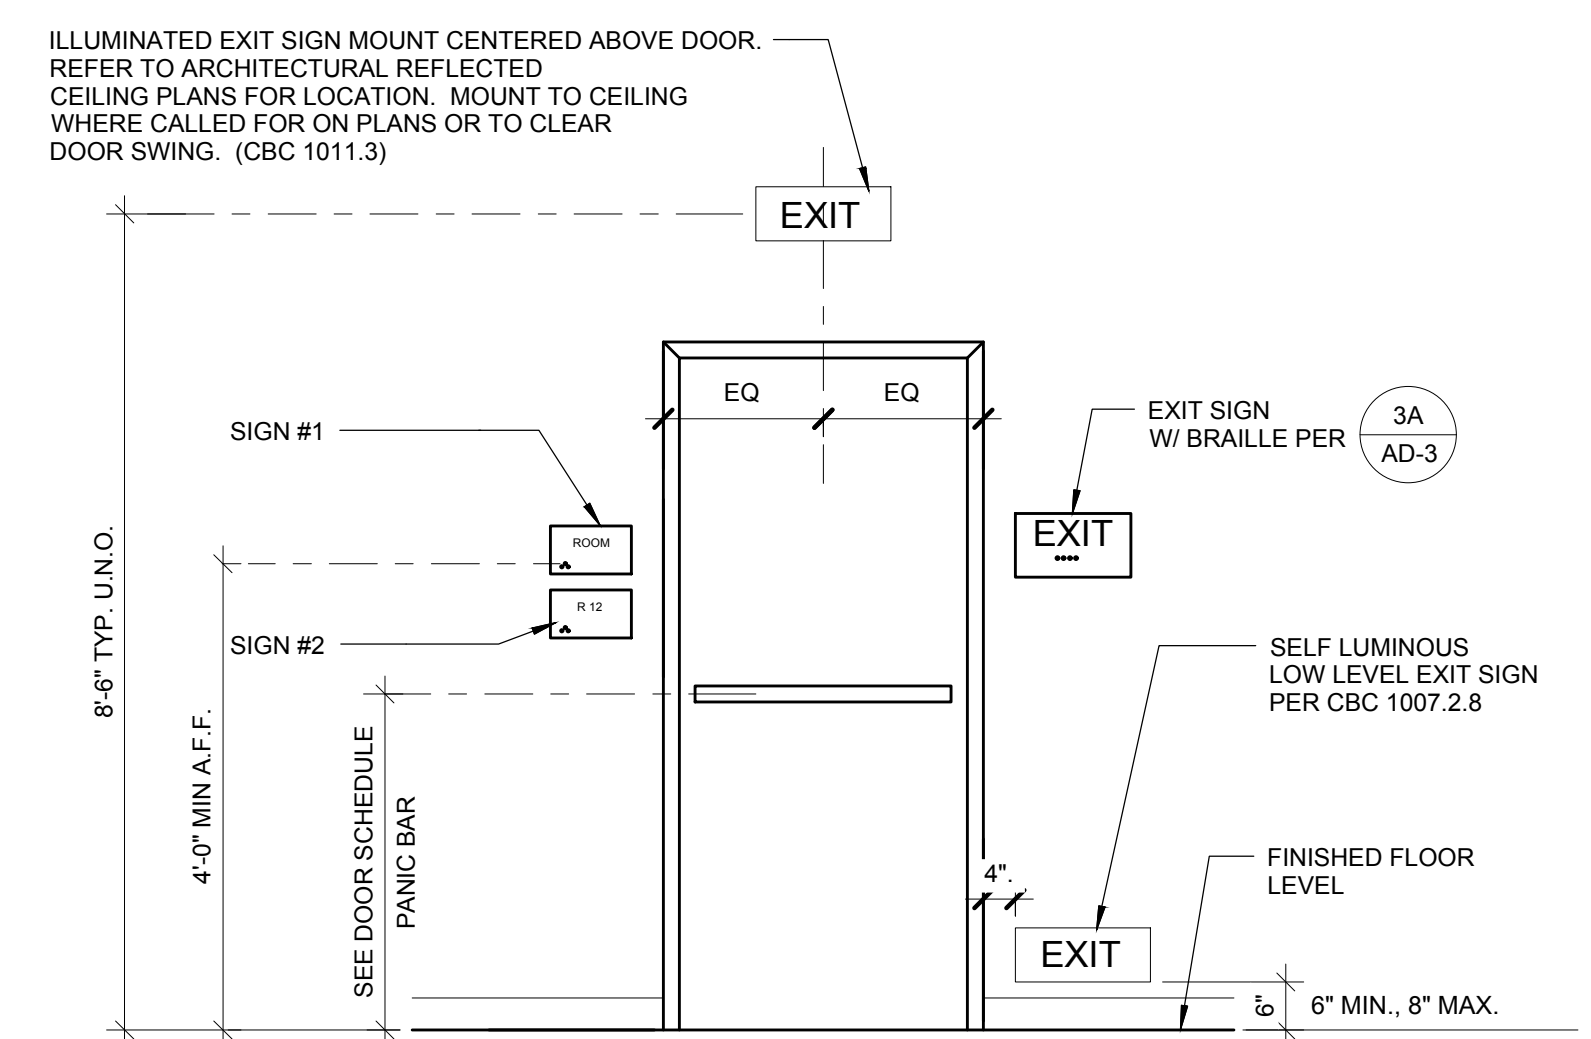 ILLUMINATED EXIT SIGN MOUNT CENTERED ABOVE DOOR.
REFER TO ARCHITECTURAL REFLECTED
CEILING PLANS FOR LOCATION. MOUNT TO CEILING
WHERE CALLED FOR ON PLANS OR TO CLEAR
DOOR SWING. (CBC 1011.3)
EXIT
EQ
EQ
SIGN #1
EXIT SIGN
W/ BRAILLE PER
3A
AD-3
ROOM
EXIT
R 12
SIGN #2
8'-6" TYP. U.N.O.
4'-0" MIN A.F.F.
SEE DOOR SCHEDULE
PANIC BAR
SELF LUMINOUS
LOW LEVEL EXIT SIGN
PER CBC 1007.2.8
4".
FINISHED FLOOR
LEVEL
EXIT
6"
6" MIN., 8" MAX.